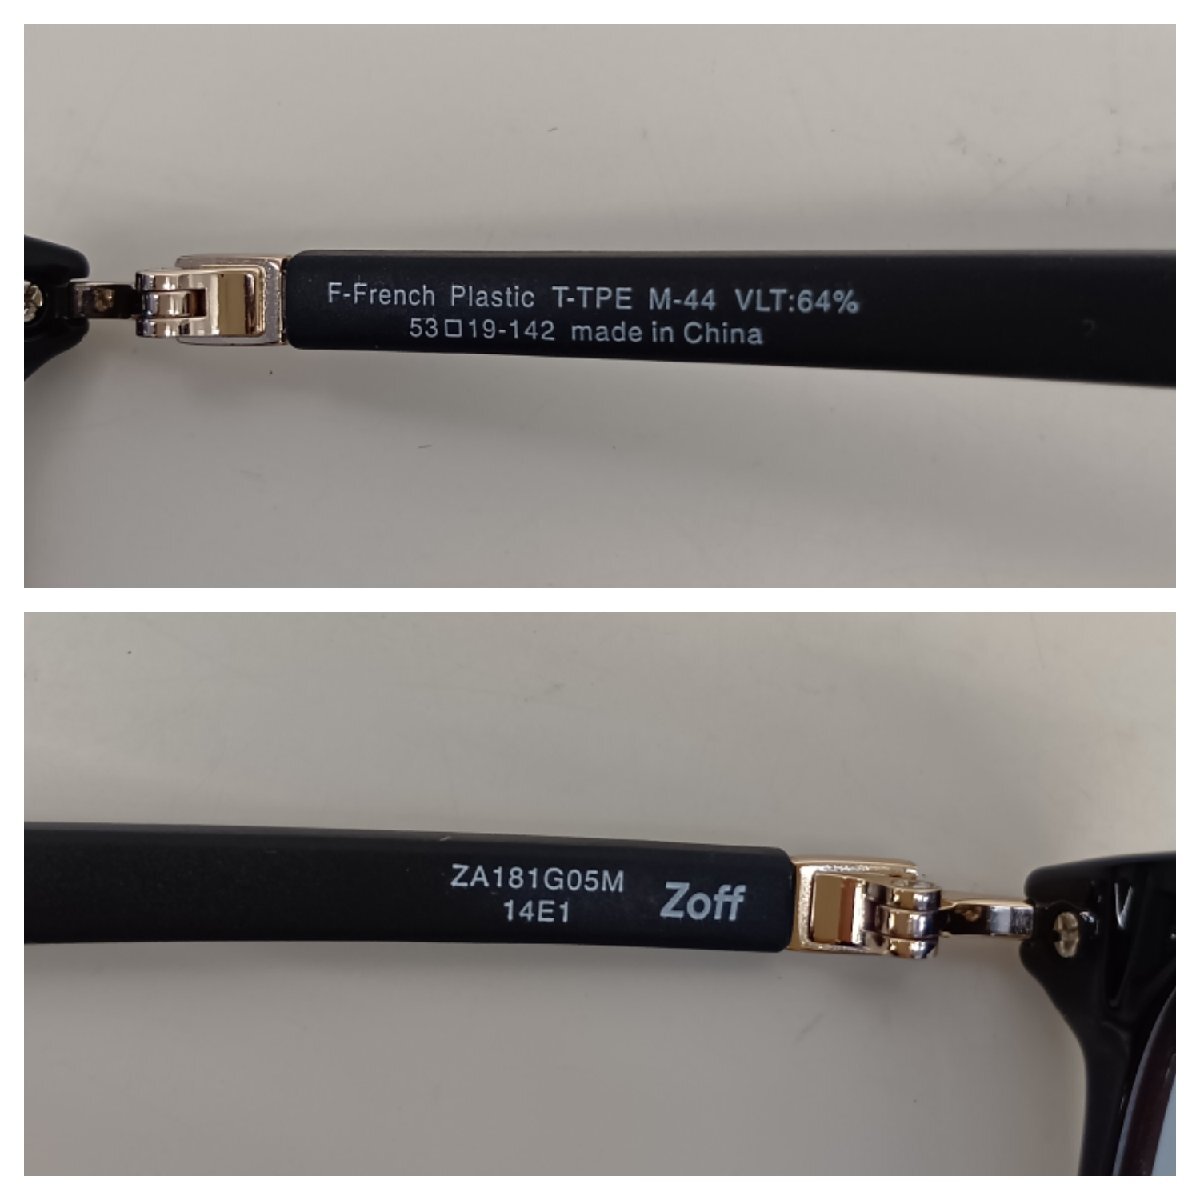 F-French Plastic T-TPE M-44 VLT:64%
53□19-142 made in China
ZA181G05M
14E1
Zoff